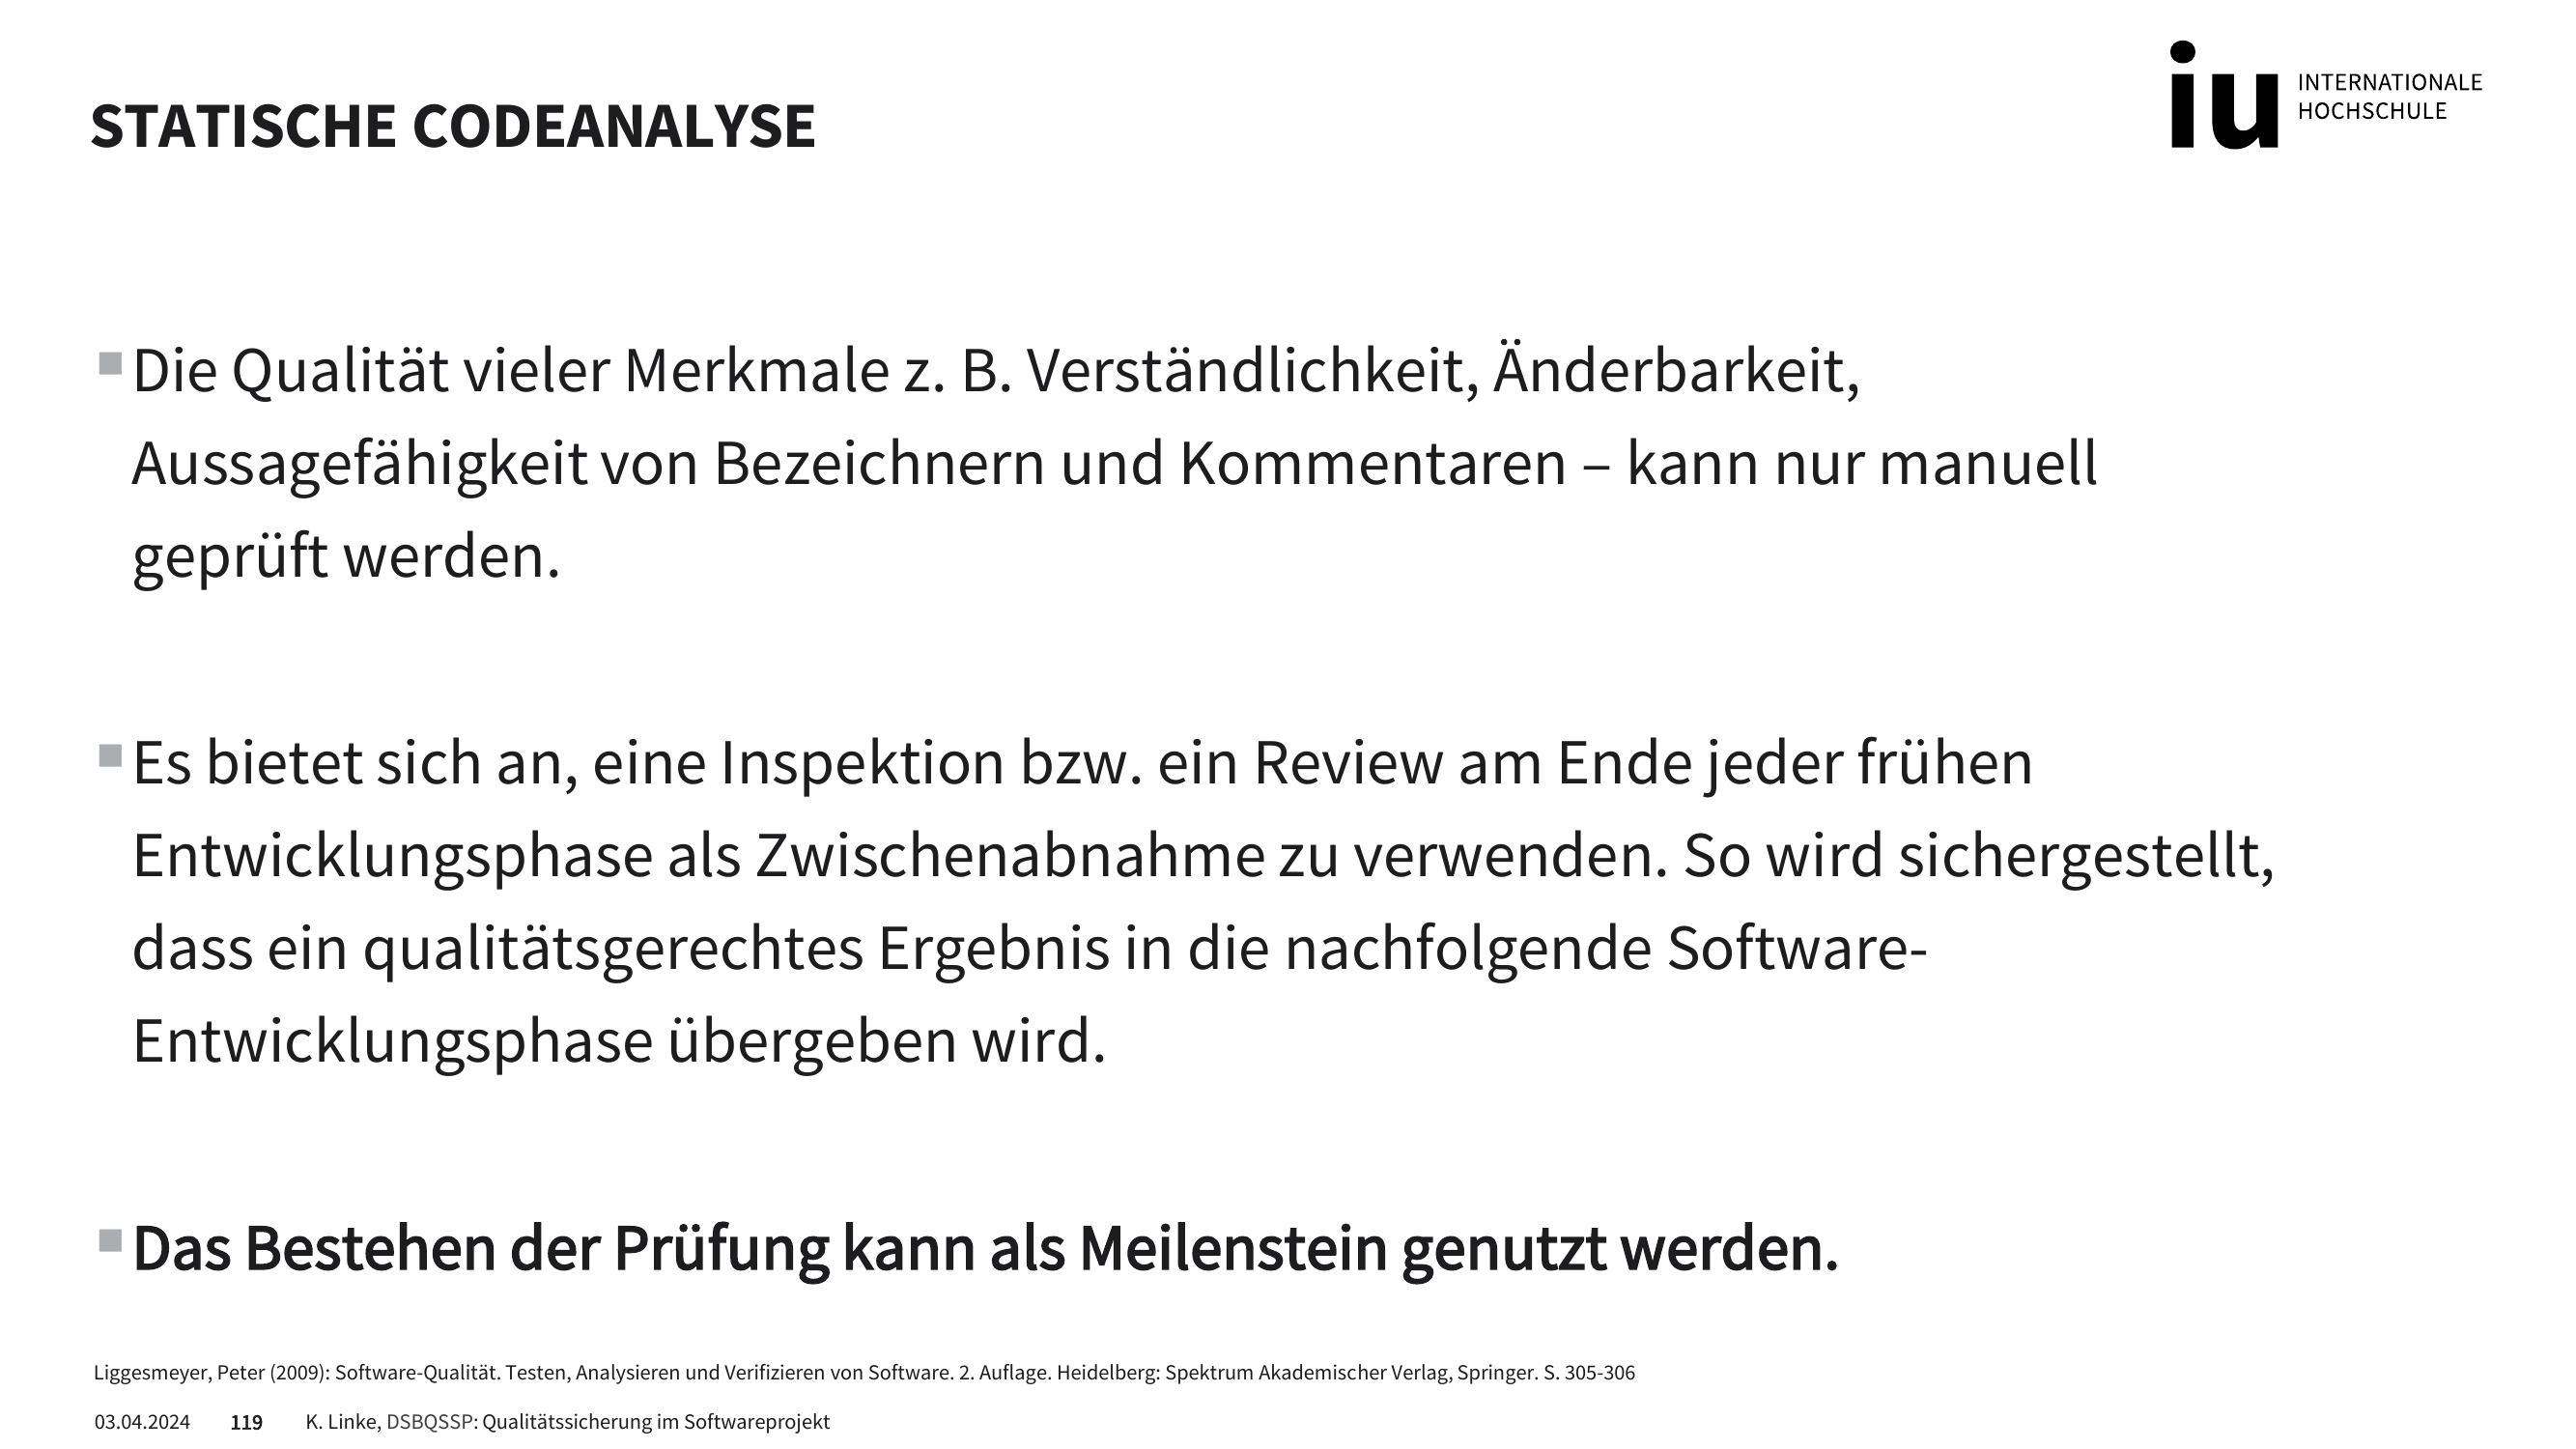 STATISCHE CODEANALYSE
iu INTERNATIONALE
HOCHSCHULE
Die Qualität vieler Merkmale z. B. Verständlichkeit, Änderbarkeit,
Aussagefähigkeit von Bezeichnern und Kommentaren – kann nur manuell
geprüft werden.
Es bietet sich an, eine Inspektion bzw. ein Review am Ende jeder frühen
Entwicklungsphase als Zwischenabnahme zu verwenden. So wird sichergestellt,
dass ein qualitätsgerechtes Ergebnis in die nachfolgende Software-
Entwicklungsphase übergeben wird.
Das Bestehen der Prüfung kann als Meilenstein genutzt werden.
Liggesmeyer, Peter (2009): Software-Qualität. Testen, Analysieren und Verifizieren von Software. 2. Auflage. Heidelberg: Spektrum Akademischer Verlag, Springer. S. 305-306
03.04.2024 119 K. Linke, DSBQSSP: Qualitätssicherung im Softwareprojekt